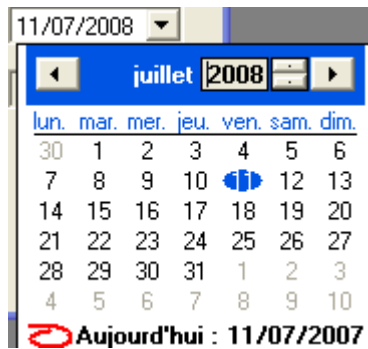 11/07/2008
juillet 2008
lun. mar. mer. jeu. ven. sam. dim.
30 1 2 3 4 5 6
7 8 9 10 11 12 13
14 15 16 17 18 19 20
21 22 23 24 25 26 27
28 29 30 31 1 2 3
4 5 6 7 8 9 10
Aujourd'hui : 11/07/2007